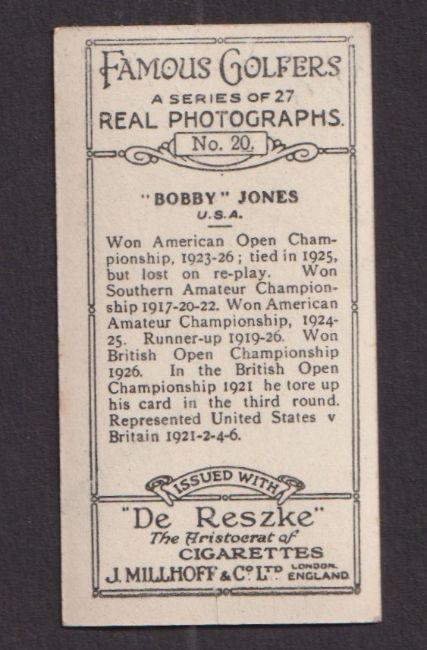 FAMOUS GOLFERS
A SERIES OF 27
REAL PHOTOGRAPHS.
No. 20.
"BOBBY" JONES
U.S.A.
Won American Open Cham-
pionship, 1923-26; tied in 1925,
but lost on re-play. Won
Southern Amateur Champion-
ship 1917-20-22. Won American
Amateur Championship, 1924-
25. Runner-up 1919-26. Won
British Open Championship
1926. In the British Open
Championship 1921 he tore up
his card in the third round.
Represented United States v
Britain 1921-2-4-6.
ISSUED WITH
"De Reszke"
The Aristocrat of
CIGARETTES
J. MILLHOFF & Co. LTD LONDON. ENGLAND.